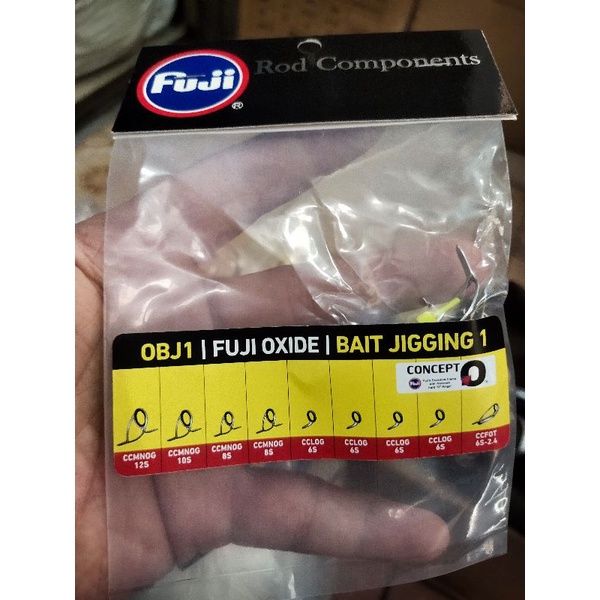 FUJI
®
Rod Components
OBJ1 | FUJI OXIDE | BAIT JIGGING 1
CONCEPT O
Fuji
CCMNOG
12S
CCMNOG
10S
CCMNOG
8S
CCMNOG
8S
CCLOG
6S
CCLOG
6S
CCLOG
6S
CCLOG
6S
CCFOT
6S-2.4